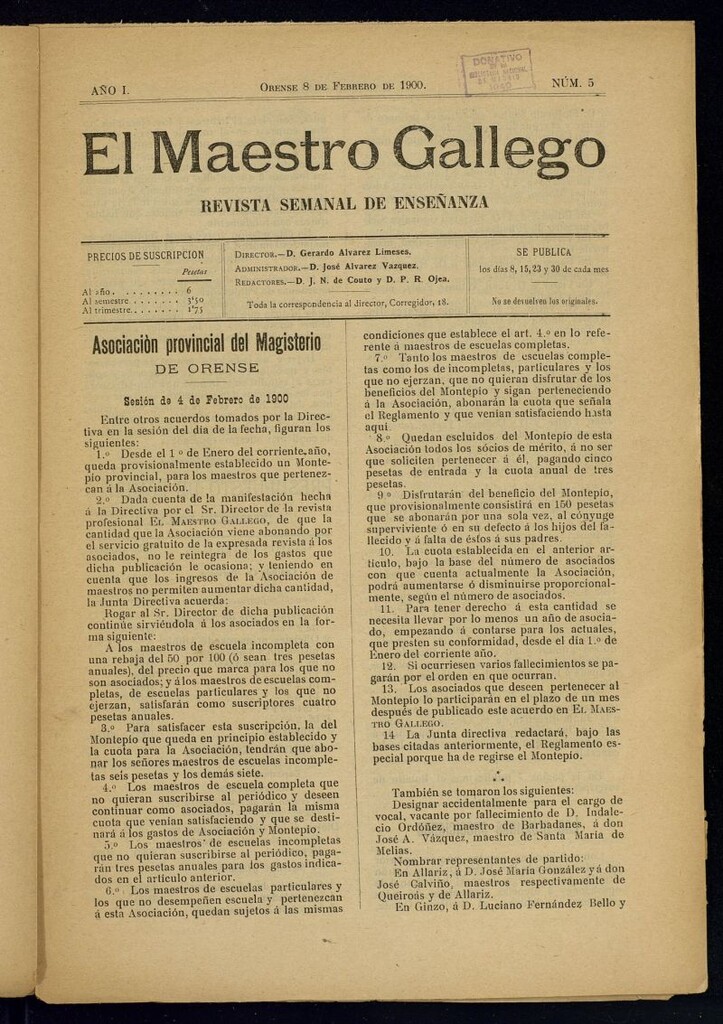 AÑO I.
ORENSE 8 DE FEBRERO DE 1900.
NÚM. 5
DONATIVO
El Maestro Gallego
REVISTA SEMANAL DE ENSEÑANZA
PRECIOS DE SUSCRIPCION
Pesetas
Al año. . . . . . . . . 6
Al semestre . . . . . . . 3'50
Al trimestre. . . . . . . 1'75
DIRECTOR.—D. Gerardo Alvarez Limeses.
ADMINISTRADOR.—D. José Alvarez Vazquez.
REDACTORES.—D. J. N. de Couto y D. P. R. Ojea.
Toda la correspondencia al director, Corregidor, 18.
SE PUBLICA
los días 8, 15, 23 y 30 de cada mes
No se devuelven los originales.
Asociaciòn provincial del Magisterio
DE ORENSE
Sesión de 4 de Febrero de 1900
Entre otros acuerdos tomados por la Direc-
tiva en la sesión del día de la fecha, figuran los
siguientes:
1.º Desde el 1 º de Enero del corriente año,
queda provisionalmente establecido un Monte-
pio provincial, para los maestros que pertenez-
can á la Asociación.
2.º Dada cuenta de la manifestación hecha
á la Directiva por el Sr. Director de la revista
profesional EL MAESTRO GALLEGO, de que la
cantidad que la Asociación viene abonando por
el servicio gratuito de la expresada revista á los
asociados, no le reintegra de los gastos que
dicha publicación le ocasiona; y teniendo en
cuenta que los ingresos de la Asociación de
maestros no permiten aumentar dicha cantidad,
la Junta Directiva acuerda:
Rogar al Sr. Director de dicha publicación
continúe sirviéndola á los asociados en la for-
ma siguiente:
A los maestros de escuela incompleta con
una rebaja del 50 por 100 (ó sean tres pesetas
anuales), del precio que marca para los que no
son asociados; y á los maestros de escuelas com-
pletas, de escuelas particulares y los que no
ejerzan, satisfarán como suscriptores cuatro
pesetas anuales.
3.º Para satisfacer esta suscripción, la del
Montepio que queda en principio establecido y
la cuota para la Asociación, tendrán que abo-
nar los señores maestros de escuelas incomple-
tas seis pesetas y los demás siete.
4.º Los maestros de escuela completa que
no quieran suscribirse al periódico y deseen
continuar como asociados, pagarán la misma
cuota que venían satisfaciendo y que se desti-
nará á los gastos de Asociación y Montepio.
5.º Los maestros de escuelas incompletas
que no quieran suscribirse al periódico, paga-
rán tres pesetas anuales para los gastos indica-
dos en el artículo anterior.
6.º Los maestros de escuelas particulares y
los que no desempeñen escuela y pertenezcan
á esta Asociación, quedan sujetos á las mismas
condiciones que establece el art. 4.º en lo refe-
rente á maestros de escuelas completas.
7.º Tanto los maestros de escuelas comple-
tas como los de incompletas, particulares y los
que no ejerzan, que no quieran disfrutar de los
beneficios del Montepio y sigan perteneciendo
á la Asociación, abonarán la cuota que señala
el Reglamento y que venían satisfaciendo hasta
aquí
8.º Quedan escluidos del Montepio de esta
Asociación todos los sócios de mérito, á no ser
que soliciten pertenecer á él, pagando cinco
pesetas de entrada y la cuota anual de tres
pesetas.
9 º Disfrutarán del beneficio del Montepio,
que provisionalmente consistirá en 150 pesetas
que se abonarán por una sola vez, al cónyuge
superviviente ó en su defecto á los hijos del fa-
llecido y á falta de éstos á sus padres.
10. La cuota establecida en el anterior ar-
tículo, bajo la base del número de asociados
con que cuenta actualmente la Asociación,
podrá aumentarse ó disminuirse proporcional-
mente, según el número de asociados.
11. Para tener derecho á esta cantidad se
necesita llevar por lo menos un año de asocia-
do, empezando á contarse para los actuales,
que presten su conformidad, desde el día 1.º de
Enero del corriente año.
12. Si ocurriesen varios fallecimientos se pa-
garán por el orden en que ocurran.
13. Los asociados que deseen pertenecer al
Montepio lo participarán en el plazo de un mes
después de publicado este acuerdo en EL MAES-
TRO GALLEGO.
14 La Junta directiva redactará, bajo las
bases citadas anteriormente, el Reglamento es-
pecial porque ha de regirse el Montepio.
También se tomaron los siguientes:
Designar accidentalmente para el cargo de
vocal, vacante por fallecimiento de D. Indale-
cio Ordóñez, maestro de Barbadanes, á don
José A. Vázquez, maestro de Santa María de
Melias.
Nombrar representantes de partido:
En Allariz, á D. José María González y á don
José Calviño, maestros respectivamente de
Queiroás y de Allariz.
En Ginzo, á D. Luciano Fernández Bello y